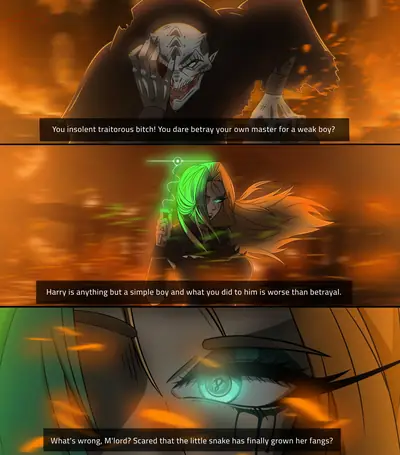 You insolent traitorous bitch! You dare betray your own master for a weak boy?
Harry is anything but a simple boy and what you did to him is worse than betrayal.
What's wrong, M'lord? Scared that the little snake has finally grown her fangs?